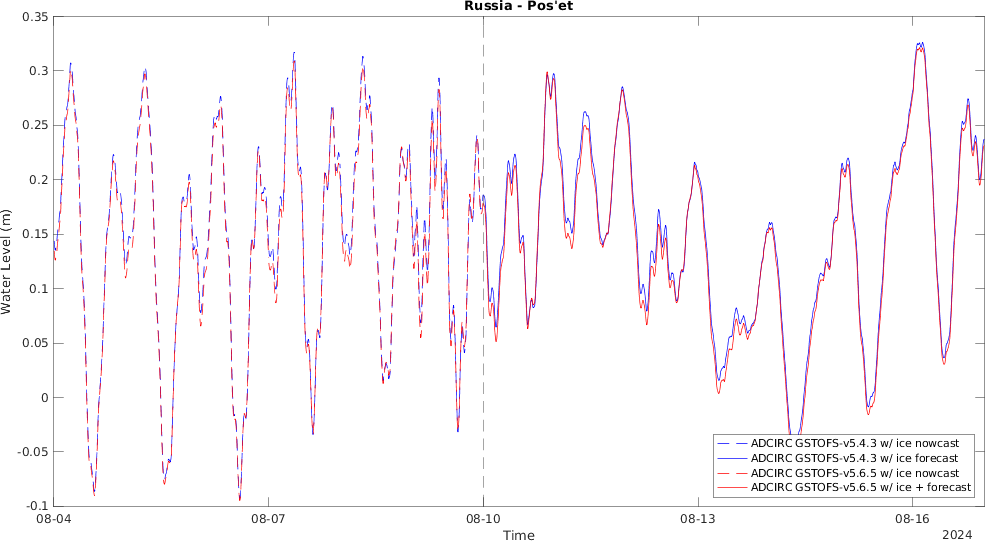 Russia - Pos'et
0.35
0.3
0.25
0.2
0.15
0.1
0.05
0
-0.05
-0.1
Water Level (m)
08-04
08-07
08-10
08-13
08-16
Time
2024
ADCIRC GSTOFS-v5.4.3 w/ ice nowcast
ADCIRC GSTOFS-v5.4.3 w/ ice forecast
ADCIRC GSTOFS-v5.6.5 w/ ice nowcast
ADCIRC GSTOFS-v5.6.5 w/ ice + forecast